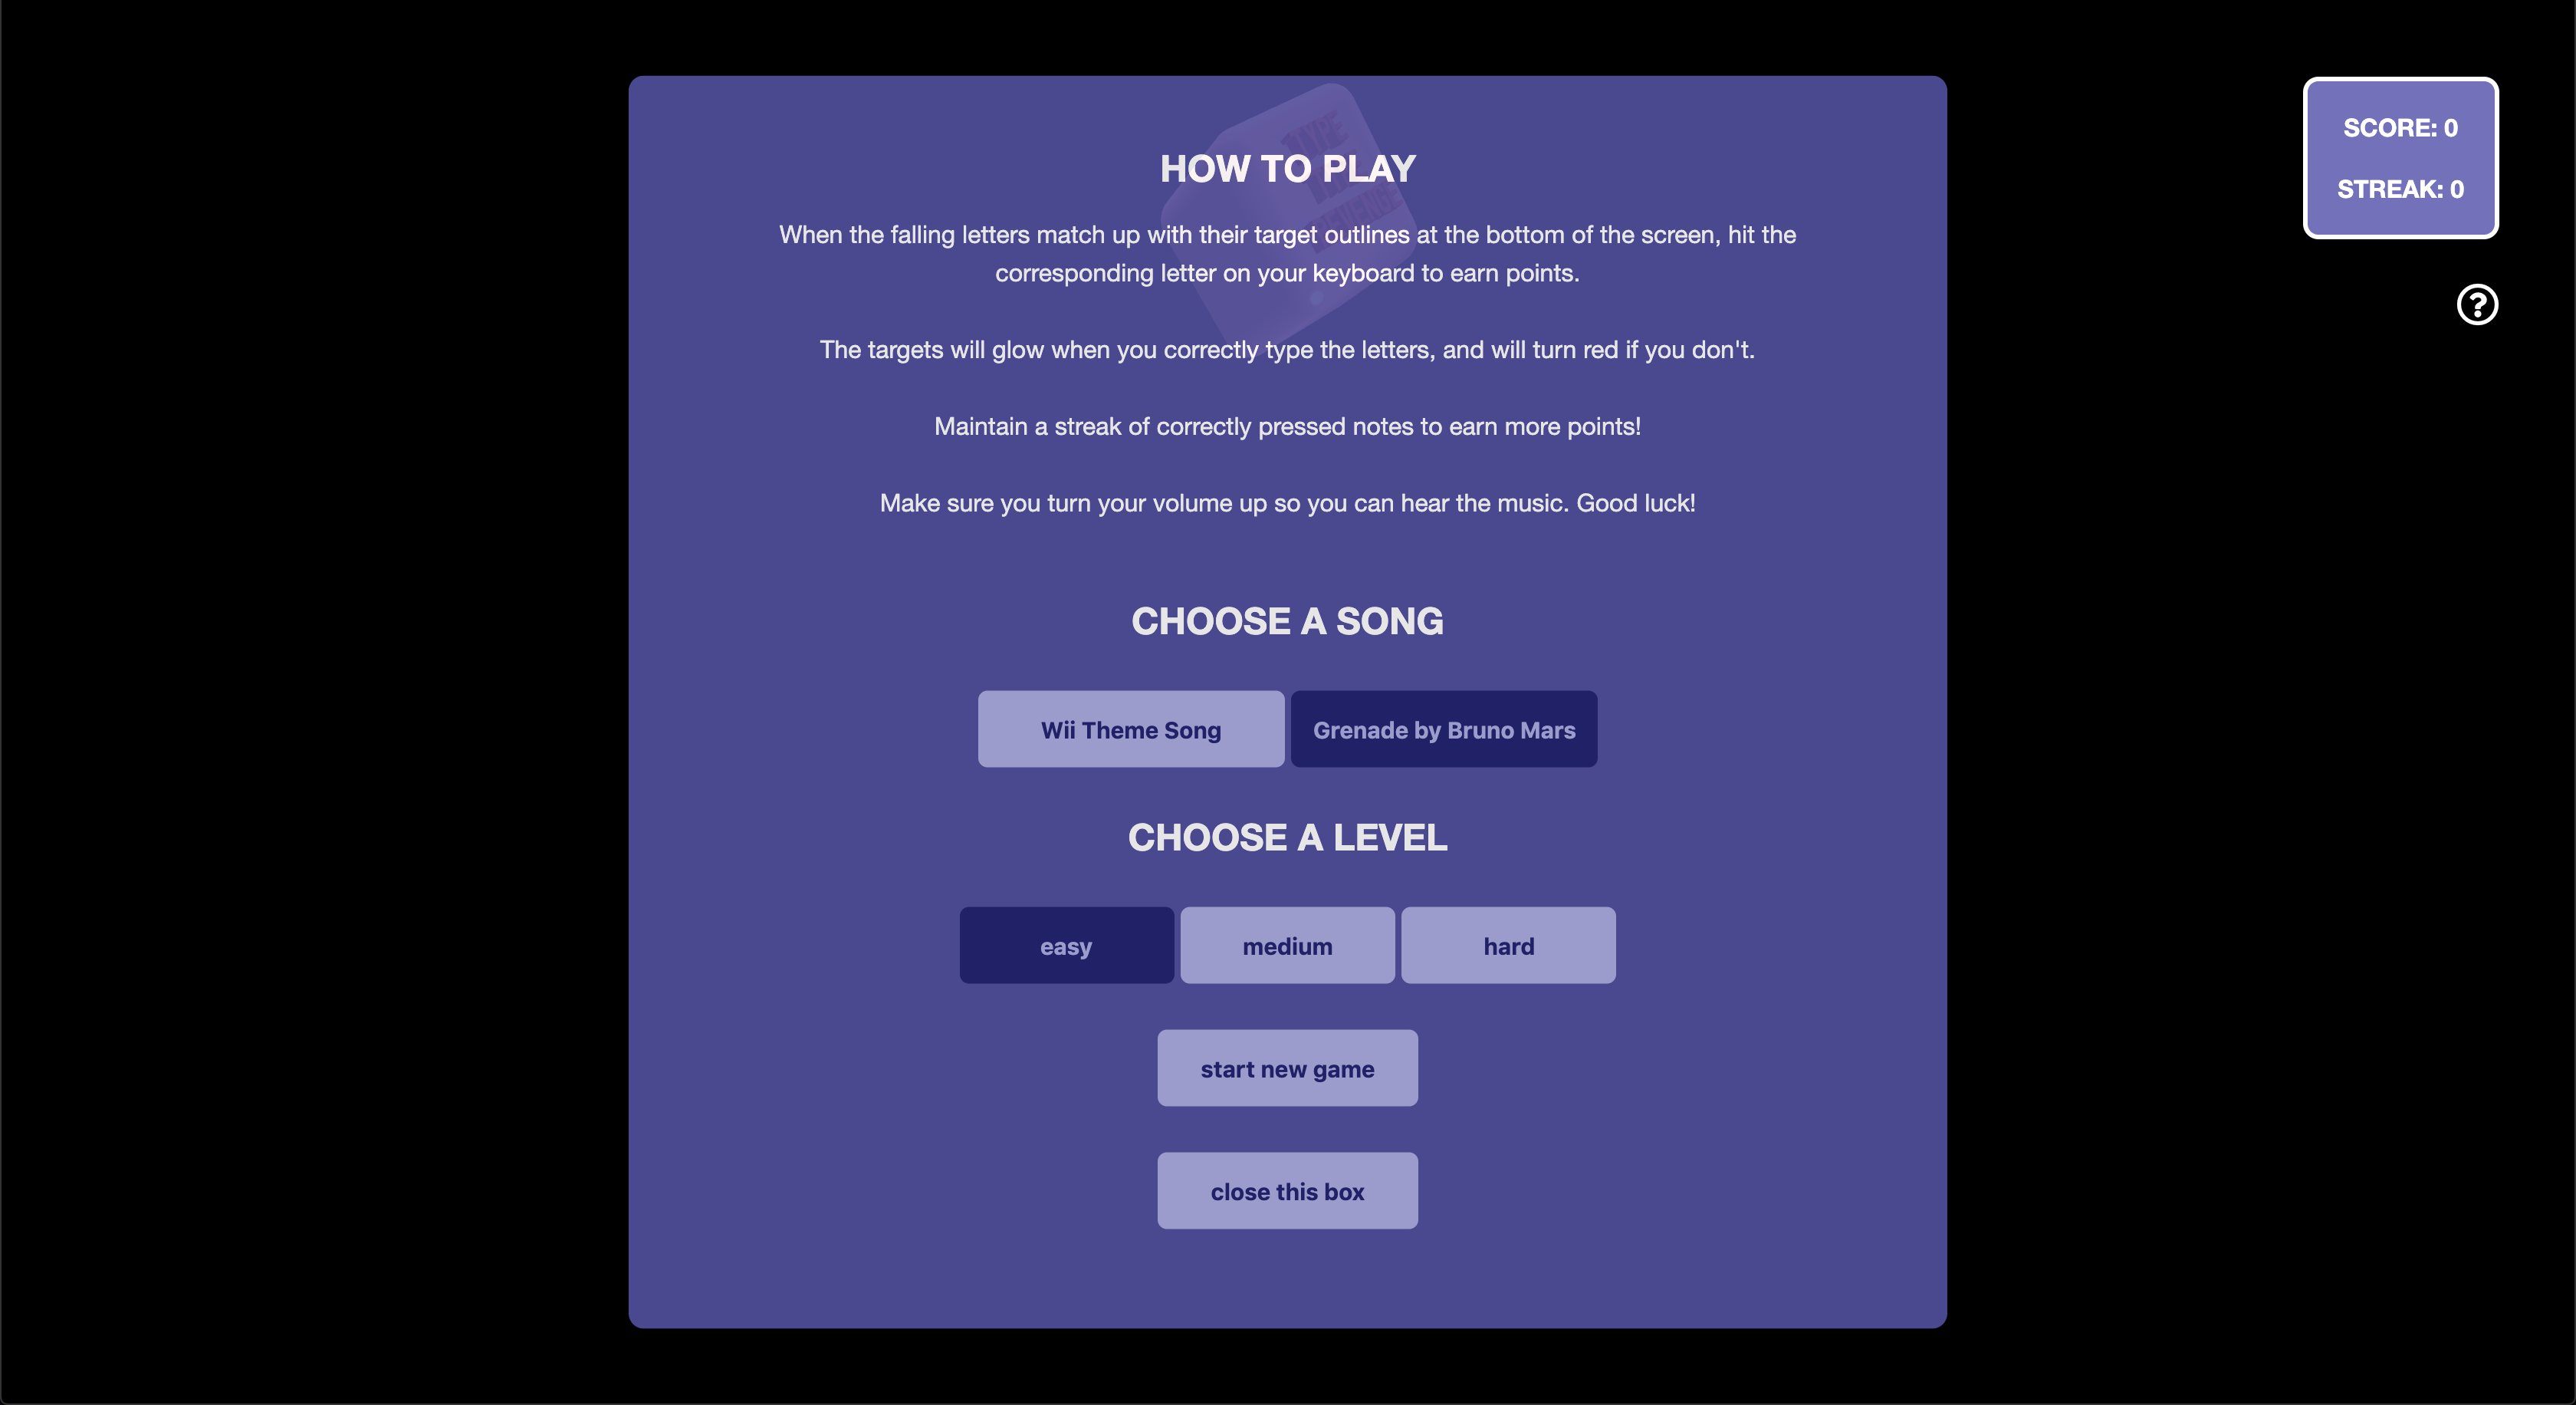 HOW TO PLAY
When the falling letters match up with their target outlines at the bottom of the screen, hit the
corresponding letter on your keyboard to earn points.
The targets will glow when you correctly type the letters, and will turn red if you don't.
Maintain a streak of correctly pressed notes to earn more points!
Make sure you turn your volume up so you can hear the music. Good luck!
CHOOSE A SONG
Wii Theme Song
Grenade by Bruno Mars
CHOOSE A LEVEL
easy
medium
hard
start new game
close this box
SCORE: 0
STREAK: 0
?
TYPE
REVENGE